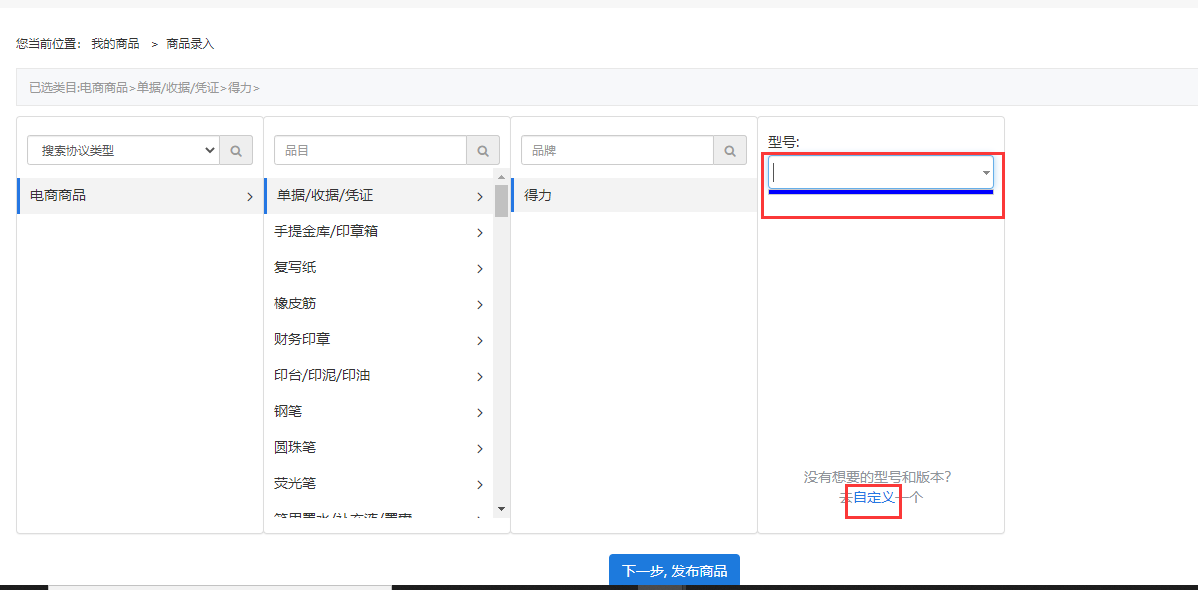 您当前位置: 我的商品 > 商品录入
已选类目:电商商品>单据/收据/凭证>得力>
搜索协议类型
电商商品
品目
单据/收据/凭证
手提金库/印章箱
复写纸
橡皮筋
财务印章
印台/印泥/印油
钢笔
圆珠笔
荧光笔
品牌
得力
型号:
没有想要的型号和版本?
去自定义一个
下一步, 发布商品